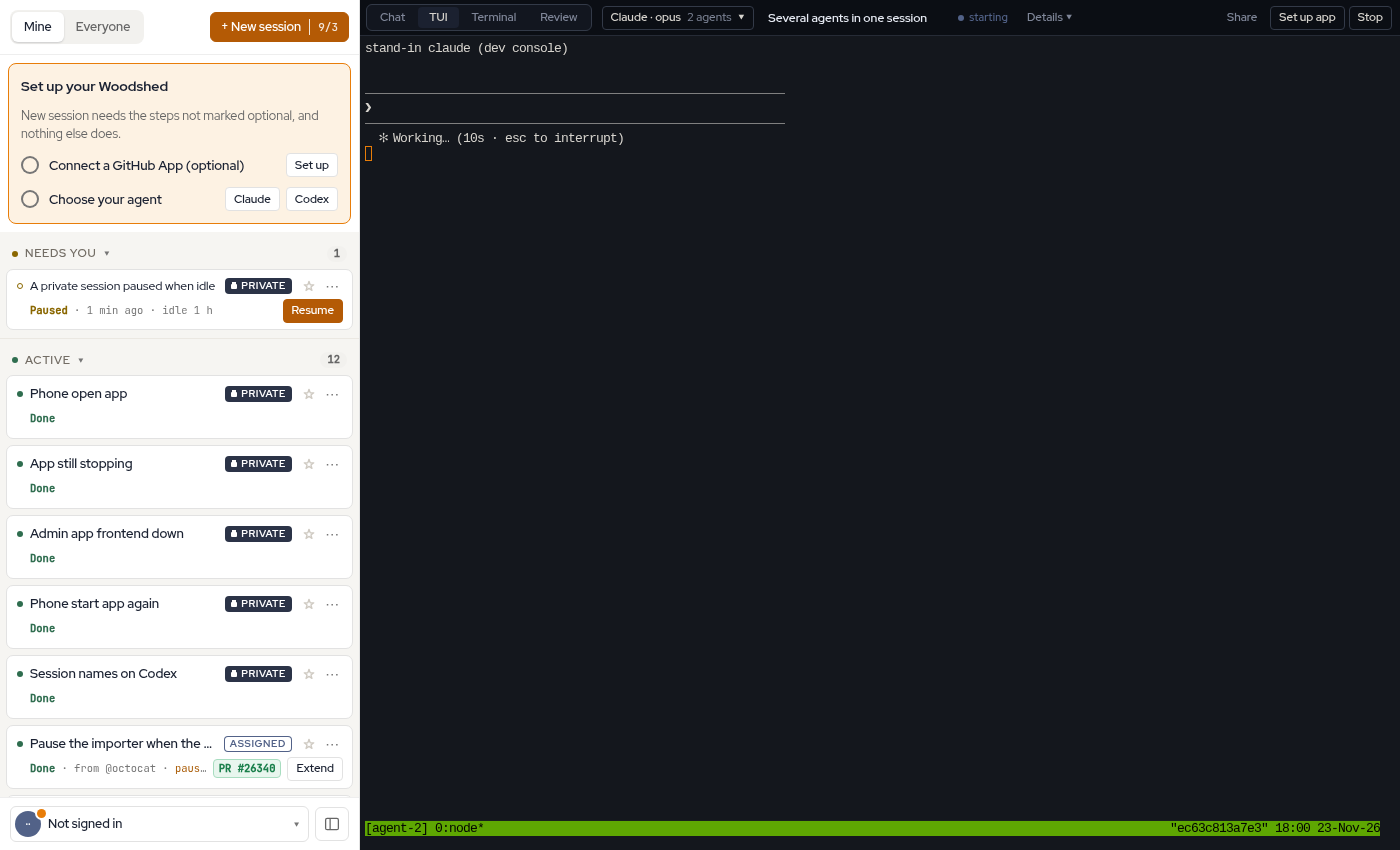 Mine
Everyone
+ New session
9/3
Set up your Woodshed
New session needs the steps not marked optional, and
nothing else does.
Connect a GitHub App (optional)
Set up
Choose your agent
Claude
Codex
NEEDS YOU ▾
1
A private session paused when idle
PRIVATE
Paused · 1 min ago · idle 1 h
Resume
ACTIVE ▾
12
Phone open app
PRIVATE
Done
App still stopping
PRIVATE
Done
Admin app frontend down
PRIVATE
Done
Phone start app again
PRIVATE
Done
Session names on Codex
PRIVATE
Done
Pause the importer when the …
ASSIGNED
Done · from @octocat · paus…
PR #26340
Extend
Not signed in
Chat
TUI
Terminal
Review
Claude · opus 2 agents ▾
Several agents in one session
starting
Details ▾
Share
Set up app
Stop
stand-in claude (dev console)
❯
✻ Working… (10s · esc to interrupt)
[agent-2] 0:node*
"ec63c813a7e3" 18:00 23-Nov-26